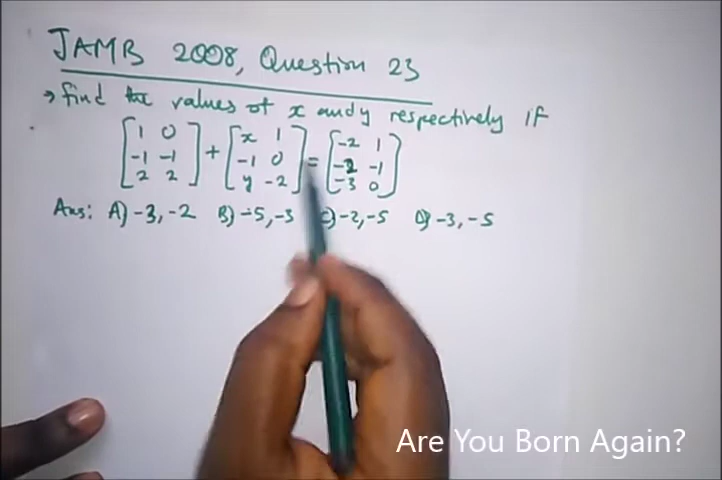 JAMB 2008, Question 23
→ find the values of x and y respectively if
[1 0] + [x 1] = [-2 1]
[-1 -1] [-1 0] [-2 -1]
[2 2] [y -2] [-3 0]
Ans: A) -3, -2 B) -5, -3 C) -2, -5 D) -3, -5
Are You Born Again?